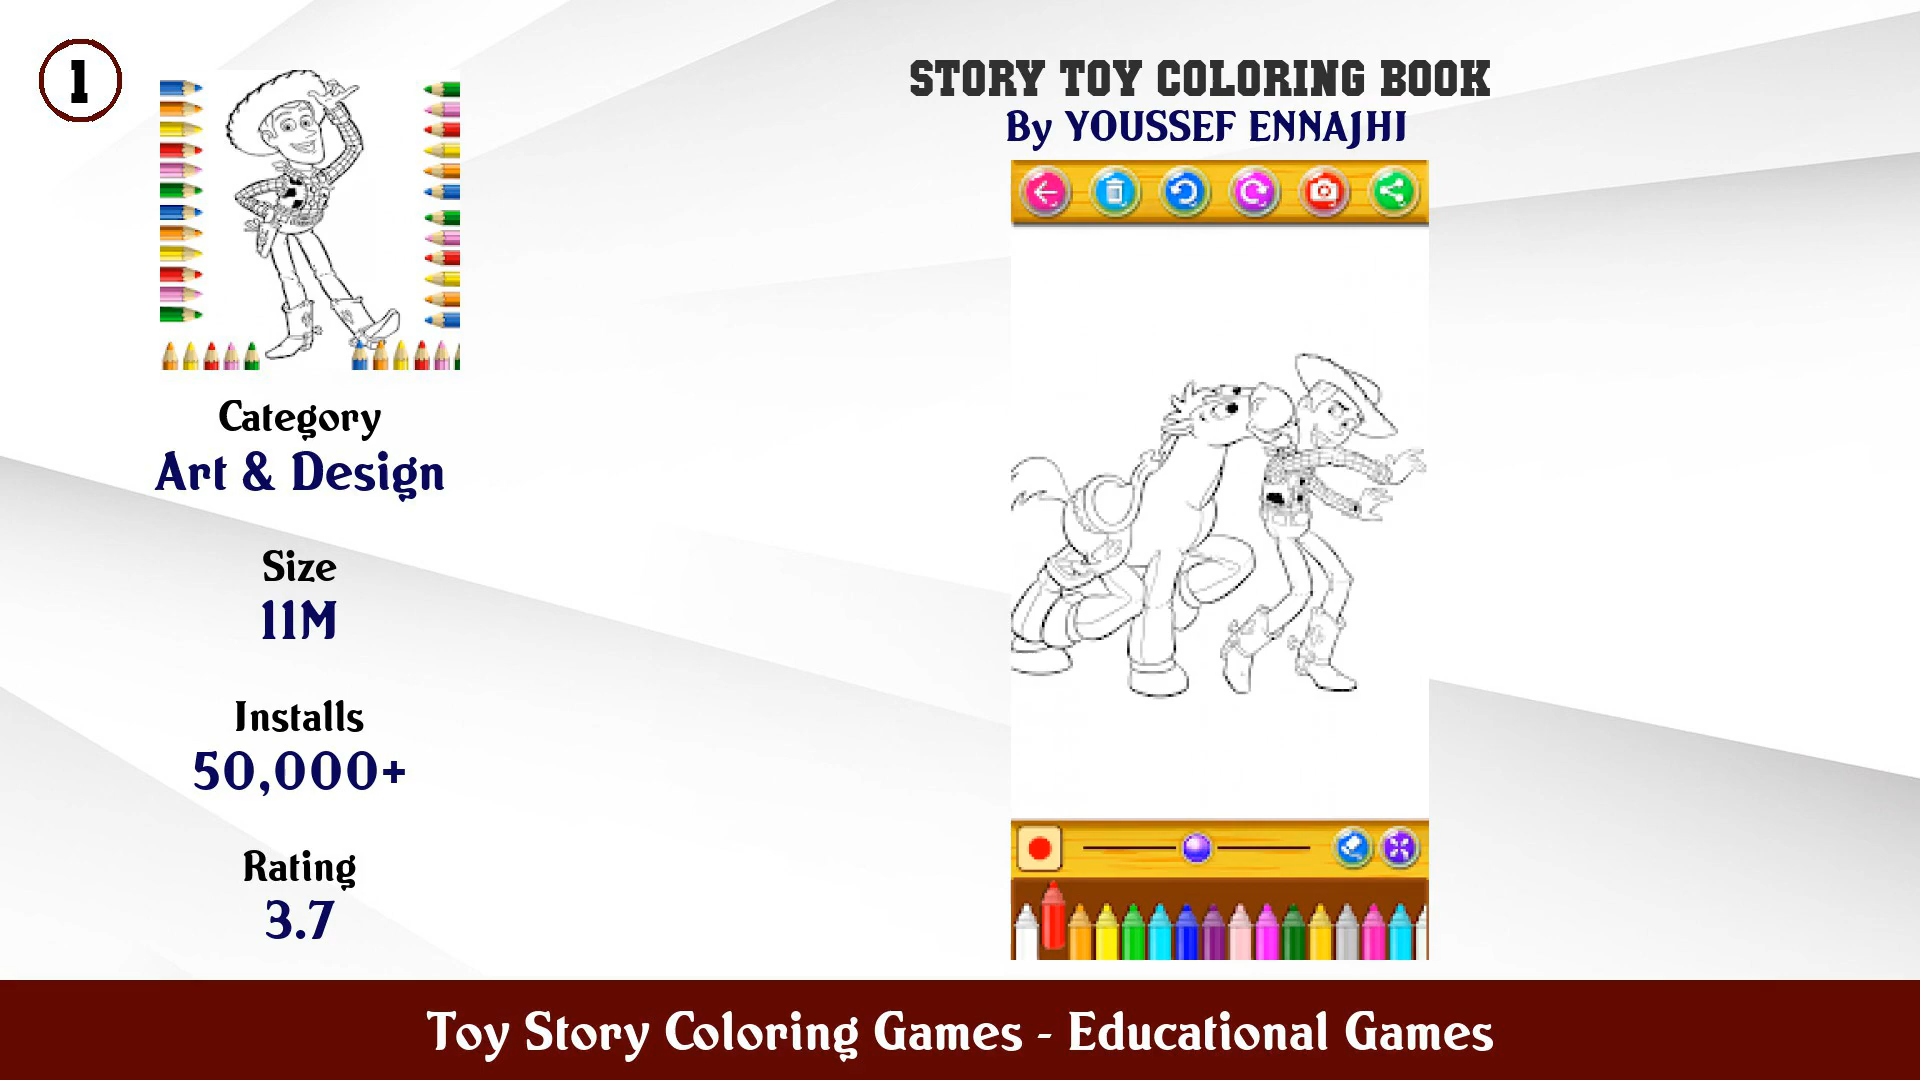 1
STORY TOY COLORING BOOK
By YOUSSEF ENNAJHI
Category
Art & Design
Size
11M
Installs
50,000+
Rating
3.7
Toy Story Coloring Games - Educational Games